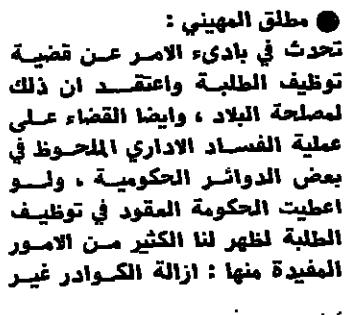 ● مطلق المهيني :
تحدث في باديء الامر عن قضية
توظيف الطلبة واعتقد ان ذلك
لمصلحة البلاد ، وايضا القضاء على
عملية الفساد الاداري الملحوظ في
بعض الدوائر الحكومية ، ولو
اعطيت الحكومة العقود في توظيف
الطلبة لظهر لنا الكثير من الامور
المفيدة منها : ازالة الكوادر غير